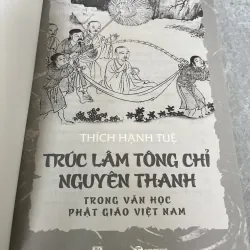 THÍCH HẠNH TUỆ
TRÚC LÂM TÔNG CHỈ
NGUYÊN THANH
TRONG VĂN HỌC
PHẬT GIÁO VIỆT NAM